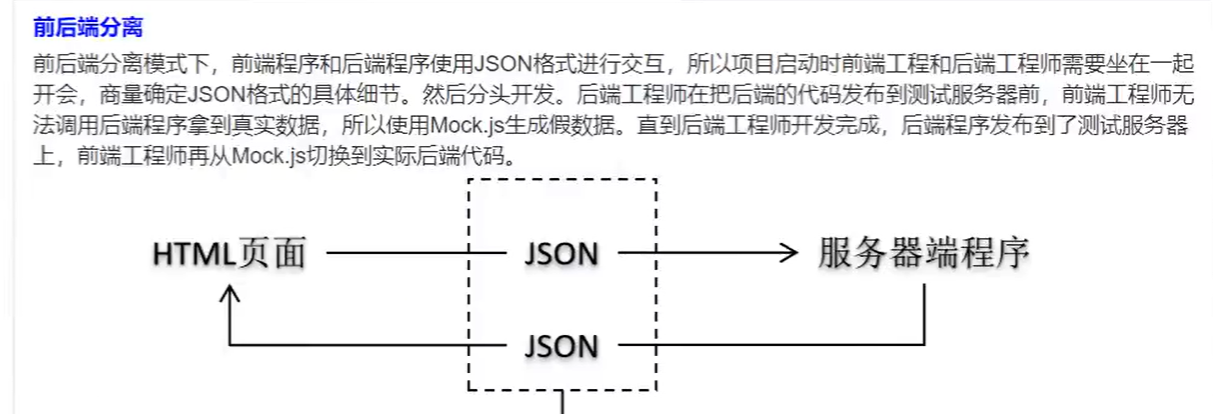 前后端分离
前后端分离模式下，前端程序和后端程序使用JSON格式进行交互，所以项目启动时前端工程和后端工程师需要坐在一起
开会，商量确定JSON格式的具体细节。然后分头开发。后端工程师在把后端的代码发布到测试服务器前，前端工程师无
法调用后端程序拿到真实数据，所以使用Mock.js生成假数据。直到后端工程师开发完成，后端程序发布到了测试服务器
上，前端工程师再从Mock.js切换到实际后端代码。
HTML页面 JSON 服务器端程序
JSON